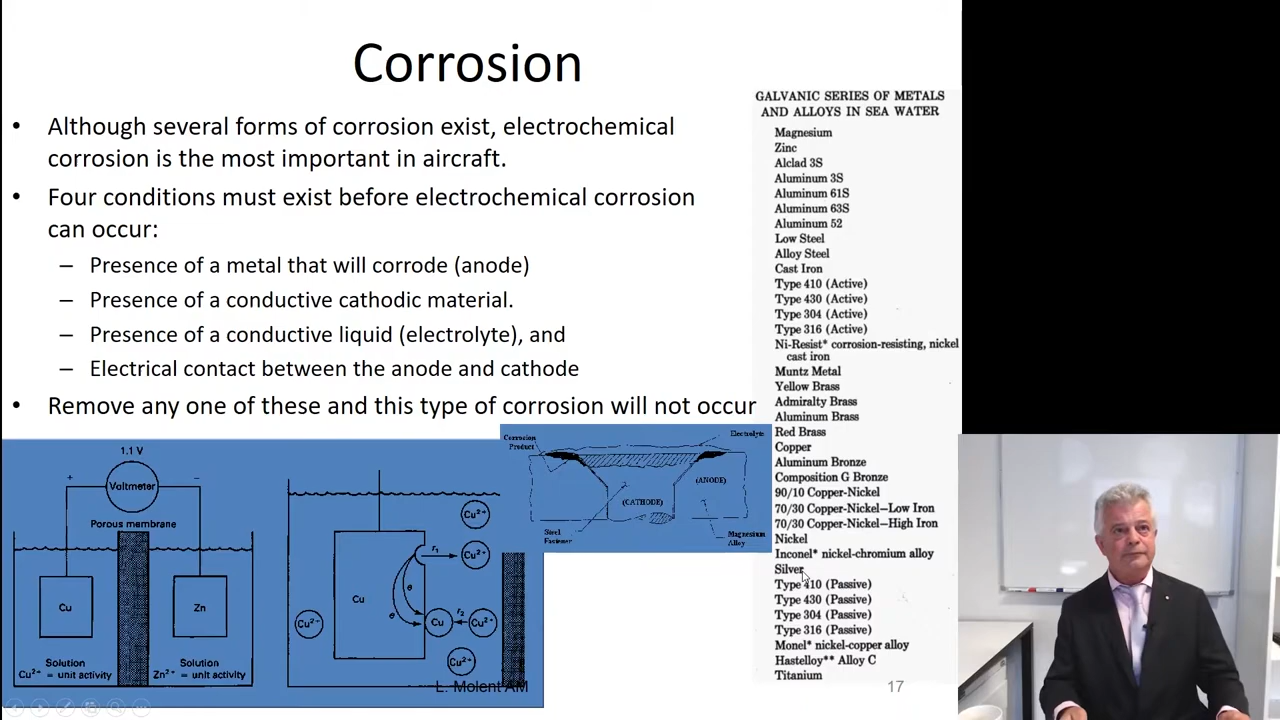 Corrosion
• Although several forms of corrosion exist, electrochemical
corrosion is the most important in aircraft.
• Four conditions must exist before electrochemical corrosion
can occur:
– Presence of a metal that will corrode (anode)
– Presence of a conductive cathodic material.
– Presence of a conductive liquid (electrolyte), and
– Electrical contact between the anode and cathode
• Remove any one of these and this type of corrosion will not occur
GALVANIC SERIES OF METALS
AND ALLOYS IN SEA WATER
Magnesium
Zinc
Alclad 3S
Aluminum 3S
Aluminum 61S
Aluminum 63S
Aluminum 52
Low Steel
Alloy Steel
Cast Iron
Type 410 (Active)
Type 430 (Active)
Type 304 (Active)
Type 316 (Active)
Ni-Resist* corrosion-resisting, nickel
cast iron
Muntz Metal
Yellow Brass
Admiralty Brass
Aluminum Brass
Red Brass
Copper
Aluminum Bronze
Composition G Bronze
90/10 Copper-Nickel
70/30 Copper-Nickel—Low Iron
70/30 Copper-Nickel—High Iron
Nickel
Inconel* nickel-chromium alloy
Silver
Type 410 (Passive)
Type 430 (Passive)
Type 304 (Passive)
Type 316 (Passive)
Monel* nickel-copper alloy
Hastelloy** Alloy C
Titanium
1.1 V
+
Voltmeter
−
Porous membrane
Cu
Zn
Solution
Cu2+ = unit activity
Solution
Zn2+ = unit activity
Cu2+
r1
Cu2+
Cu
e
e
Cu2+
Cu
r2
Cu2+
Cu2+
Corrosion
Product
Electrolyte
(ANODE)
(CATHODE)
Steel
Fastener
Magnesium
Alloy
L. Molent AM
17